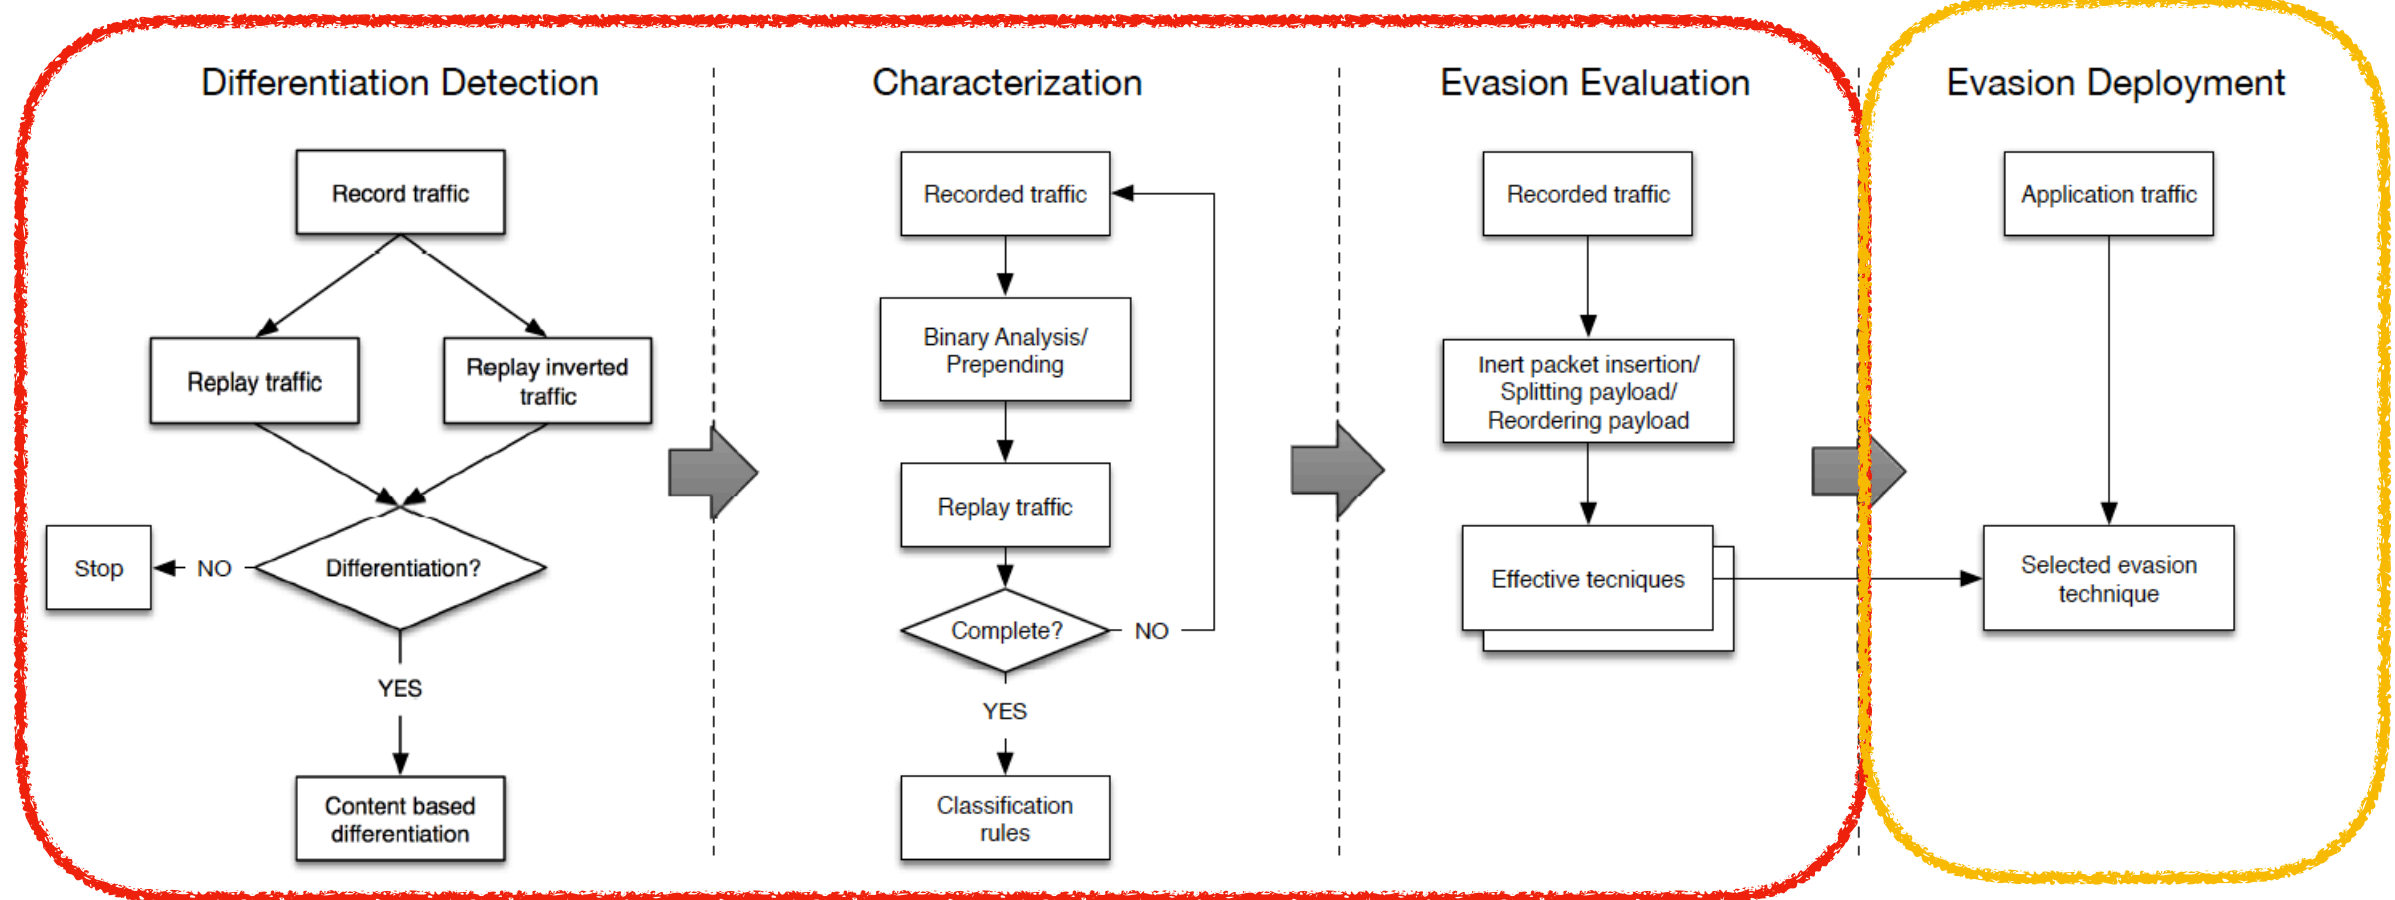 Differentiation Detection
Record traffic
Replay traffic
Replay inverted
traffic
Differentiation?
NO
Stop
YES
Content based
differentiation
Characterization
Recorded traffic
Binary Analysis/
Prepending
Replay traffic
Complete?
NO
YES
Classification
rules
Evasion Evaluation
Recorded traffic
Inert packet insertion/
Splitting payload/
Reordering payload
Effective tecniques
Evasion Deployment
Application traffic
Selected evasion
technique